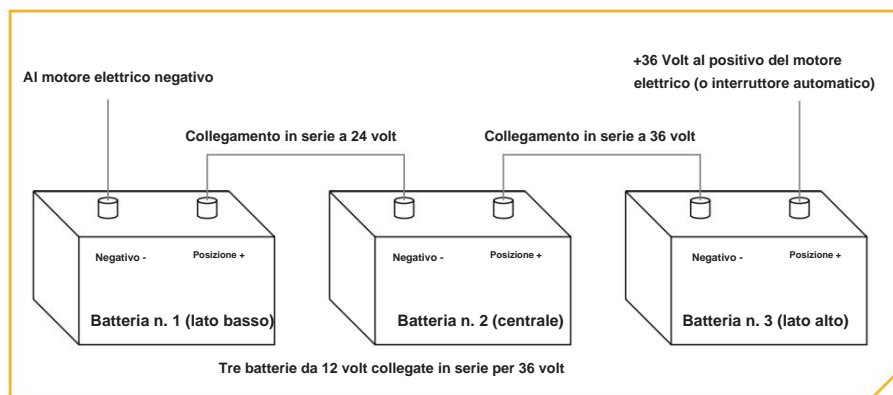 +36 Volt al positivo del motore
elettrico (o interruttore automatico)
Al motore elettrico negativo
Collegamento in serie a 24 volt
Collegamento in serie a 36 volt
Negativo -
Posizione +
Negativo -
Posizione +
Negativo -
Posizione +
Batteria n. 1 (lato basso)
Batteria n. 2 (centrale)
Batteria n. 3 (lato alto)
Tre batterie da 12 volt collegate in serie per 36 volt